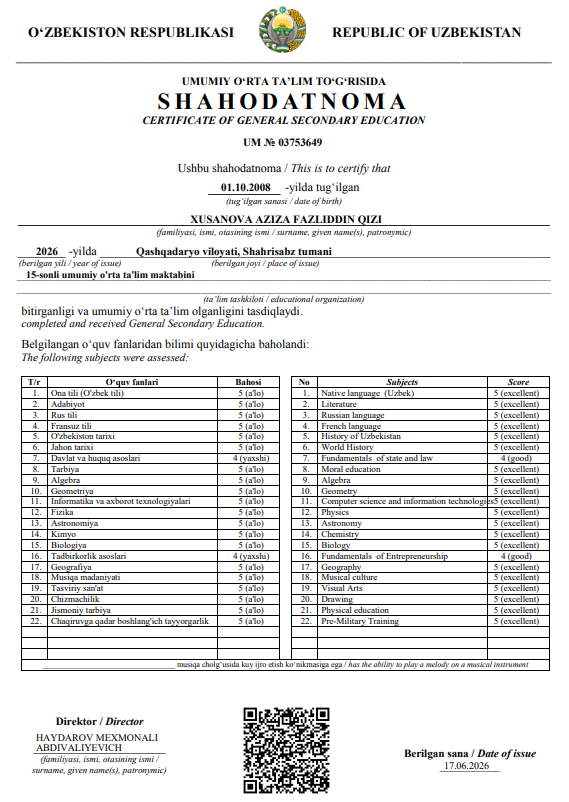 O‘ZBEKISTON RESPUBLIKASI REPUBLIC OF UZBEKISTAN
UMUMIY O‘RTA TA’LIM TO‘G‘RISIDA
SHAHODATNOMA
CERTIFICATE OF GENERAL SECONDARY EDUCATION
UM № 03753649
Ushbu shahodatnoma / This is to certify that
01.10.2008 -yilda tug‘ilgan
(tug‘ilgan sanasi / date of birth)
XUSANOVA AZIZA FAZLIDDIN QIZI
(familiyasi, ismi, otasining ismi / surname, given name(s), patronymic)
2026 -yilda Qashqadaryo viloyati, Shahrisabz tumani
(berilgan yili / year of issue) (berilgan joyi / place of issue)
15-sonli umumiy o'rta ta'lim maktabini
(ta’lim tashkiloti / educational organization)
bitirganligi va umumiy o‘rta ta’lim olganligini tasdiqlaydi.
completed and received General Secondary Education.
Belgilangan o‘quv fanlaridan bilimi quyidagicha baholandi:
The following subjects were assessed:
T/r O‘quv fanlari Bahosi No Subjects Score
1. Ona tili (O'zbek tili) 5 (a'lo) 1. Native language (Uzbek) 5 (excellent)
2. Adabiyot 5 (a'lo) 2. Literature 5 (excellent)
3. Rus tili 5 (a'lo) 3. Russian language 5 (excellent)
4. Fransuz tili 5 (a'lo) 4. French language 5 (excellent)
5. O'zbekiston tarixi 5 (a'lo) 5. History of Uzbekistan 5 (excellent)
6. Jahon tarixi 5 (a'lo) 6. World History 5 (excellent)
7. Davlat va huquq asoslari 4 (yaxshi) 7. Fundamentals of state and law 4 (good)
8. Tarbiya 5 (a'lo) 8. Moral education 5 (excellent)
9. Algebra 5 (a'lo) 9. Algebra 5 (excellent)
10. Geometriya 5 (a'lo) 10. Geometry 5 (excellent)
11. Informatika va axborot texnologiyalari 5 (a'lo) 11. Computer science and information technologies 5 (excellent)
12. Fizika 5 (a'lo) 12. Physics 5 (excellent)
13. Astronomiya 5 (a'lo) 13. Astronomy 5 (excellent)
14. Kimyo 5 (a'lo) 14. Chemistry 5 (excellent)
15. Biologiya 5 (a'lo) 15. Biology 5 (excellent)
16. Tadbirkorlik asoslari 4 (yaxshi) 16. Fundamentals of Entrepreneurship 4 (good)
17. Geografiya 5 (a'lo) 17. Geography 5 (excellent)
18. Musiqa madaniyati 5 (a'lo) 18. Musical culture 5 (excellent)
19. Tasviriy san'at 5 (a'lo) 19. Visual Arts 5 (excellent)
20. Chizmachilik 5 (a'lo) 20. Drawing 5 (excellent)
21. Jismoniy tarbiya 5 (a'lo) 21. Physical education 5 (excellent)
22. Chaqiruvga qadar boshlang'ich tayyorgarlik 5 (a'lo) 22. Pre-Military Training 5 (excellent)
musiqa cholg‘usida kuy ijro etish ko‘nikmasiga ega / has the ability to play a melody on a musical instrument
Direktor / Director
HAYDAROV MEXMONALI
ABDIVALIYEVICH
(familiyasi, ismi, otasining ismi /
surname, given name(s), patronymic)
Berilgan sana / Date of issue
17.06.2026